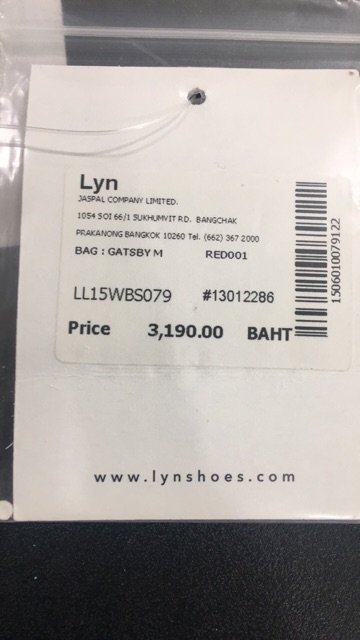 Lyn
JASPAL COMPANY LIMITED.
1054 SOI 66/1 SUKHUMVIT RD. BANGCHAK
PRAKANONG BANGKOK 10260 Tel. (662) 367 2000
BAG : GATSBY M RED001
LL15WBS079 #13012286
Price 3,190.00 BAHT
1506010079122
www.lynshoes.com